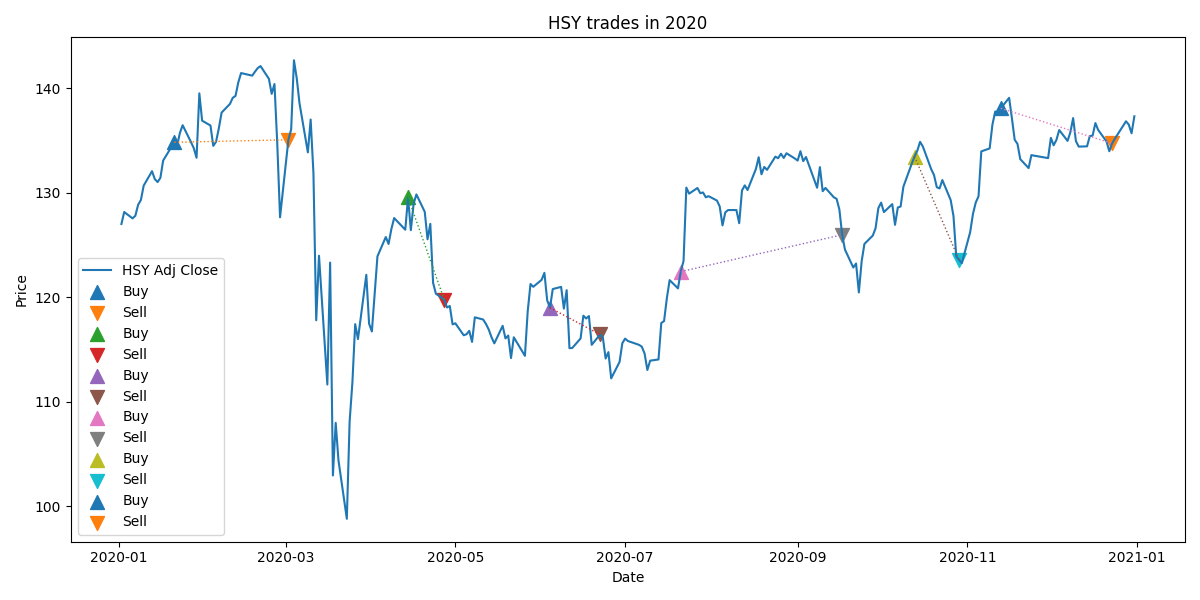 HSY trades in 2020
Price
140
130
120
110
100
HSY Adj Close
Buy
Sell
Buy
Sell
Buy
Sell
Buy
Sell
Buy
Sell
Buy
Sell
2020-01
2020-03
2020-05
2020-07
2020-09
2020-11
2021-01
Date